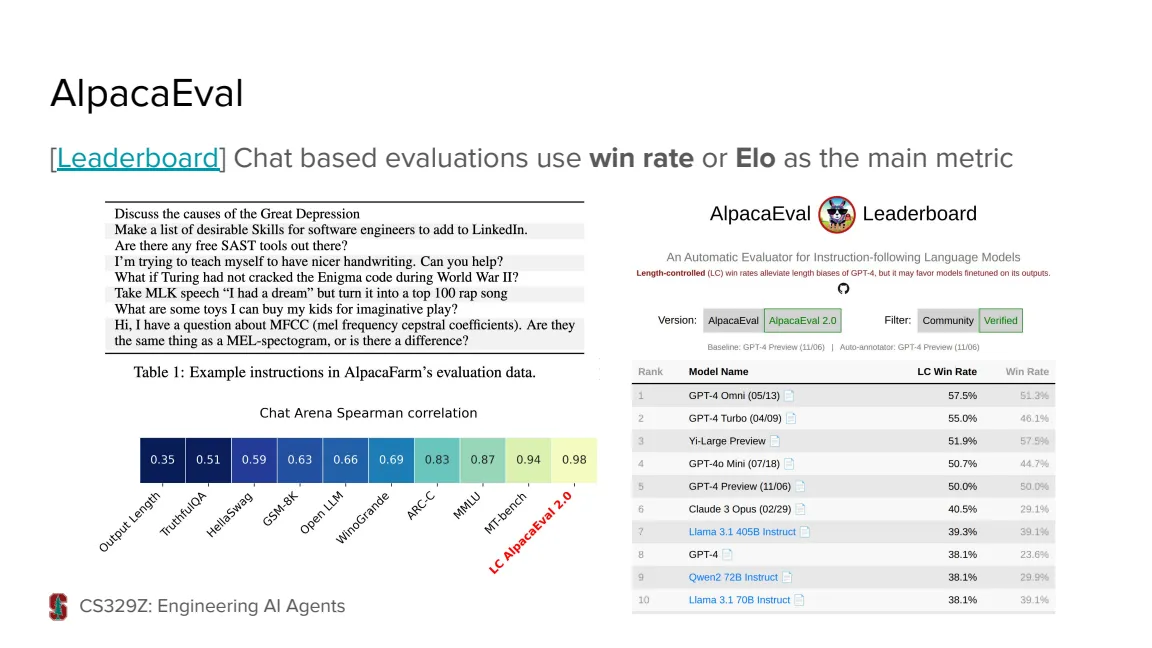 AlpacaEval
[Leaderboard] Chat based evaluations use win rate or Elo as the main metric
Discuss the causes of the Great Depression
Make a list of desirable Skills for software engineers to add to LinkedIn.
Are there any free SAST tools out there?
I'm trying to teach myself to have nicer handwriting. Can you help?
What if Turing had not cracked the Enigma code during World War II?
Take MLK speech “I had a dream” but turn it into a top 100 rap song
What are some toys I can buy my kids for imaginative play?
Hi, I have a question about MFCC (mel frequency cepstral coefficients). Are they
the same thing as a MEL-spectogram, or is there a difference?
Table 1: Example instructions in AlpacaFarm's evaluation data.
Chat Arena Spearman correlation
0.35 0.51 0.59 0.63 0.66 0.69 0.83 0.87 0.94 0.98
Output Length
TruthfulQA
HellaSwag
GSM-8K
Open LLM
WinoGrande
ARC-C
MMLU
MT-bench
LC AlpacaEval 2.0
AlpacaEval Leaderboard
An Automatic Evaluator for Instruction-following Language Models
Length-controlled (LC) win rates alleviate length biases of GPT-4, but it may favor models finetuned on its outputs.
Version: AlpacaEval AlpacaEval 2.0 Filter: Community Verified
Baseline: GPT-4 Preview (11/06) | Auto-annotator: GPT-4 Preview (11/06)
Rank Model Name LC Win Rate Win Rate
1 GPT-4 Omni (05/13) 57.5% 51.3%
2 GPT-4 Turbo (04/09) 55.0% 46.1%
3 Yi-Large Preview 51.9% 57.5%
4 GPT-4o Mini (07/18) 50.7% 44.7%
5 GPT-4 Preview (11/06) 50.0% 50.0%
6 Claude 3 Opus (02/29) 40.5% 29.1%
7 Llama 3.1 405B Instruct 39.3% 39.1%
8 GPT-4 38.1% 23.6%
9 Qwen2 72B Instruct 38.1% 29.9%
10 Llama 3.1 70B Instruct 38.1% 39.1%
CS329Z: Engineering AI Agents